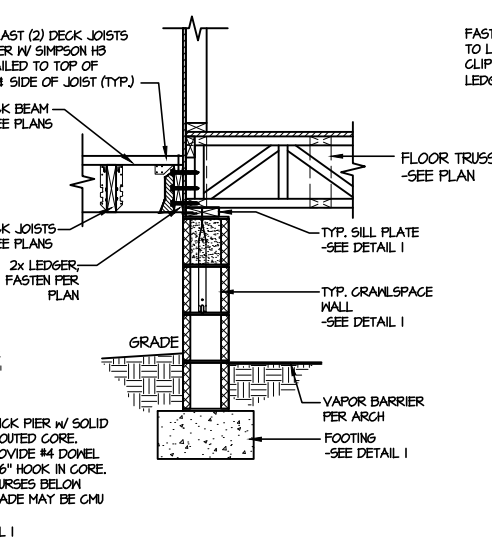 AST (2) DECK JOISTS
ER W/ SIMPSON H3
AILED TO TOP OF
SIDE OF JOIST (TYP.)
CK BEAM
EE PLANS
CK JOISTS
EE PLANS
2x LEDGER,
FASTEN PER
PLAN
GRADE
ICK PIER W/ SOLID
OUTED CORE.
OVIDE #4 DOWEL
6" HOOK IN CORE.
URSES BELOW
ADE MAY BE CMU
L 1
FAST
TO L
CLIP
LEDG
FLOOR TRUSS
-SEE PLAN
TYP. SILL PLATE
-SEE DETAIL 1
TYP. CRAWLSPACE
WALL
-SEE DETAIL 1
VAPOR BARRIER
PER ARCH
FOOTING
-SEE DETAIL 1